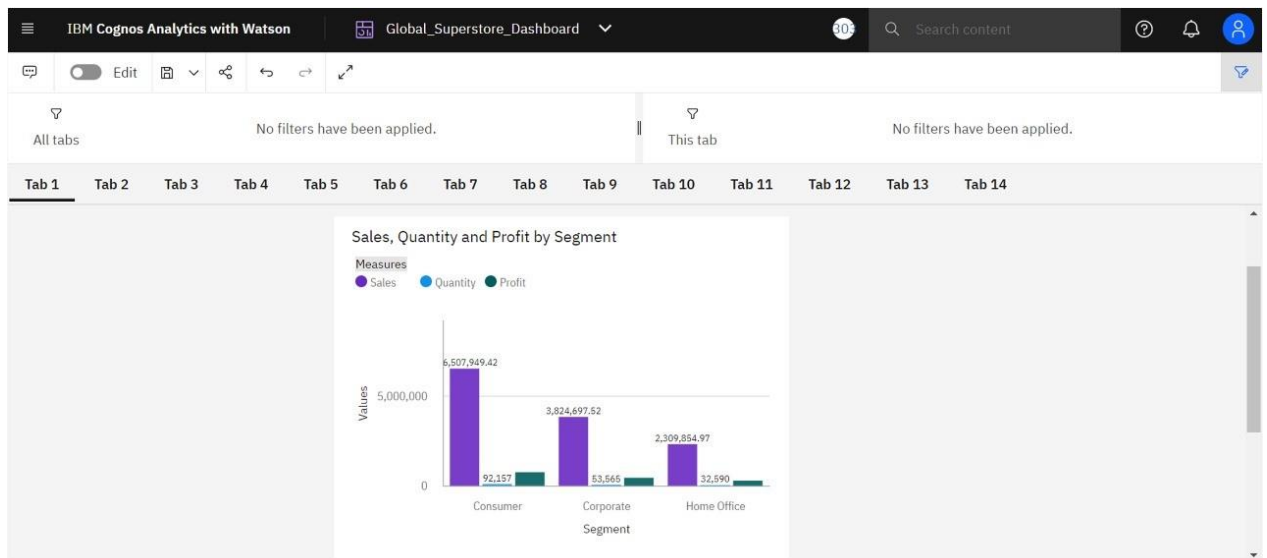 IBM Cognos Analytics with Watson
Global_Superstore_Dashboard
303
Search content
Edit
All tabs
No filters have been applied.
This tab
No filters have been applied.
Tab 1 Tab 2 Tab 3 Tab 4 Tab 5 Tab 6 Tab 7 Tab 8 Tab 9 Tab 10 Tab 11 Tab 12 Tab 13 Tab 14
Sales, Quantity and Profit by Segment
Measures
Sales Quantity Profit
6,507,949.42
5,000,000
3,824,697.52
2,309,854.97
Values
92,157 53,565 32,590
0
Consumer Corporate Home Office
Segment